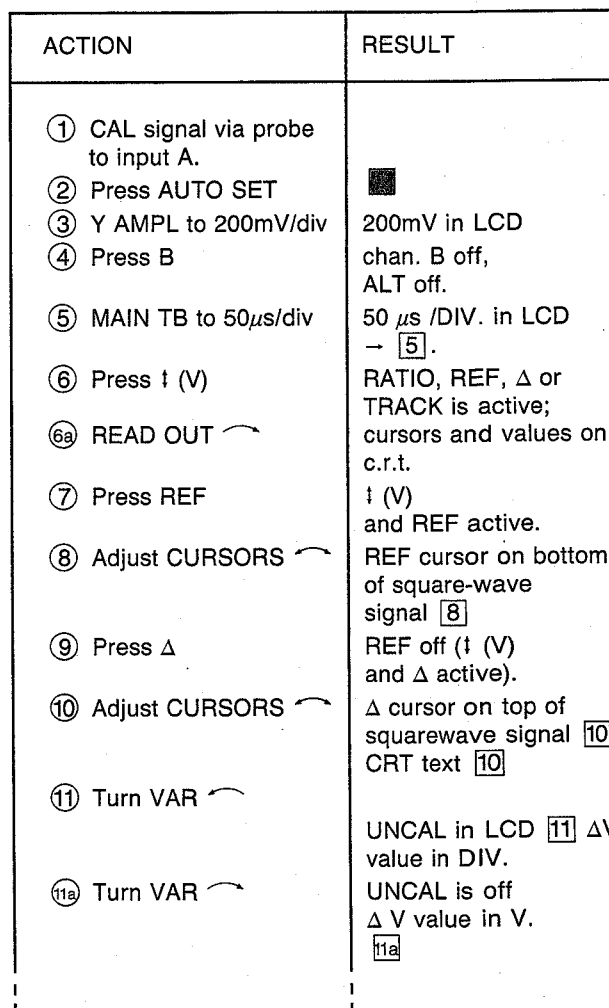 ACTION RESULT
① CAL signal via probe
to input A.
② Press AUTO SET
③ Y AMPL to 200mV/div 200mV in LCD
④ Press B chan. B off,
ALT off.
⑤ MAIN TB to 50µs/div 50 µs /DIV. in LCD
→ 5 .
⑥ Press ↕ (V) RATIO, REF, Δ or
TRACK is active;
6a READ OUT cursors and values on
c.r.t.
⑦ Press REF ↕ (V)
and REF active.
⑧ Adjust CURSORS REF cursor on bottom
of square-wave
signal 8
⑨ Press Δ REF off (↕ (V)
and Δ active).
⑩ Adjust CURSORS Δ cursor on top of
squarewave signal 10
CRT text 10
⑪ Turn VAR
UNCAL in LCD 11 ΔV
value in DIV.
11a Turn VAR UNCAL is off
Δ V value in V.
11a